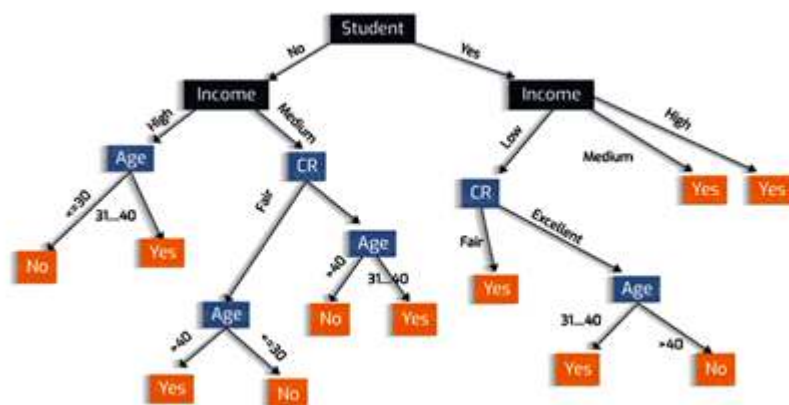 Student
No
Yes
Income
Income
High
Medium
Low
Medium
High
Age
CR
CR
Yes
Yes
<=30
31...40
Fair
Fair
Excellent
No
Yes
Age
Yes
Age
>40
31...40
Age
No
Yes
31...40
>40
>40
<=30
Yes
No
Yes
No